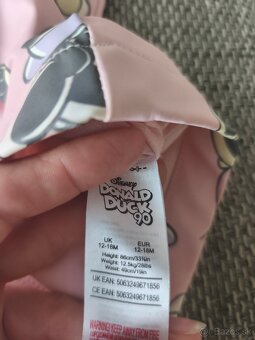 Disney
DONALD
DUCK
90
UK EUR
12-18M 12-18M
Height: 86cm/33¾in
Weight: 12.5kg/28lbs
Waist: 49cm/19in
UK EAN: 5063249671856
CE EAN: 5063249671856
WARNING KEEP AWAY FROM FIRE